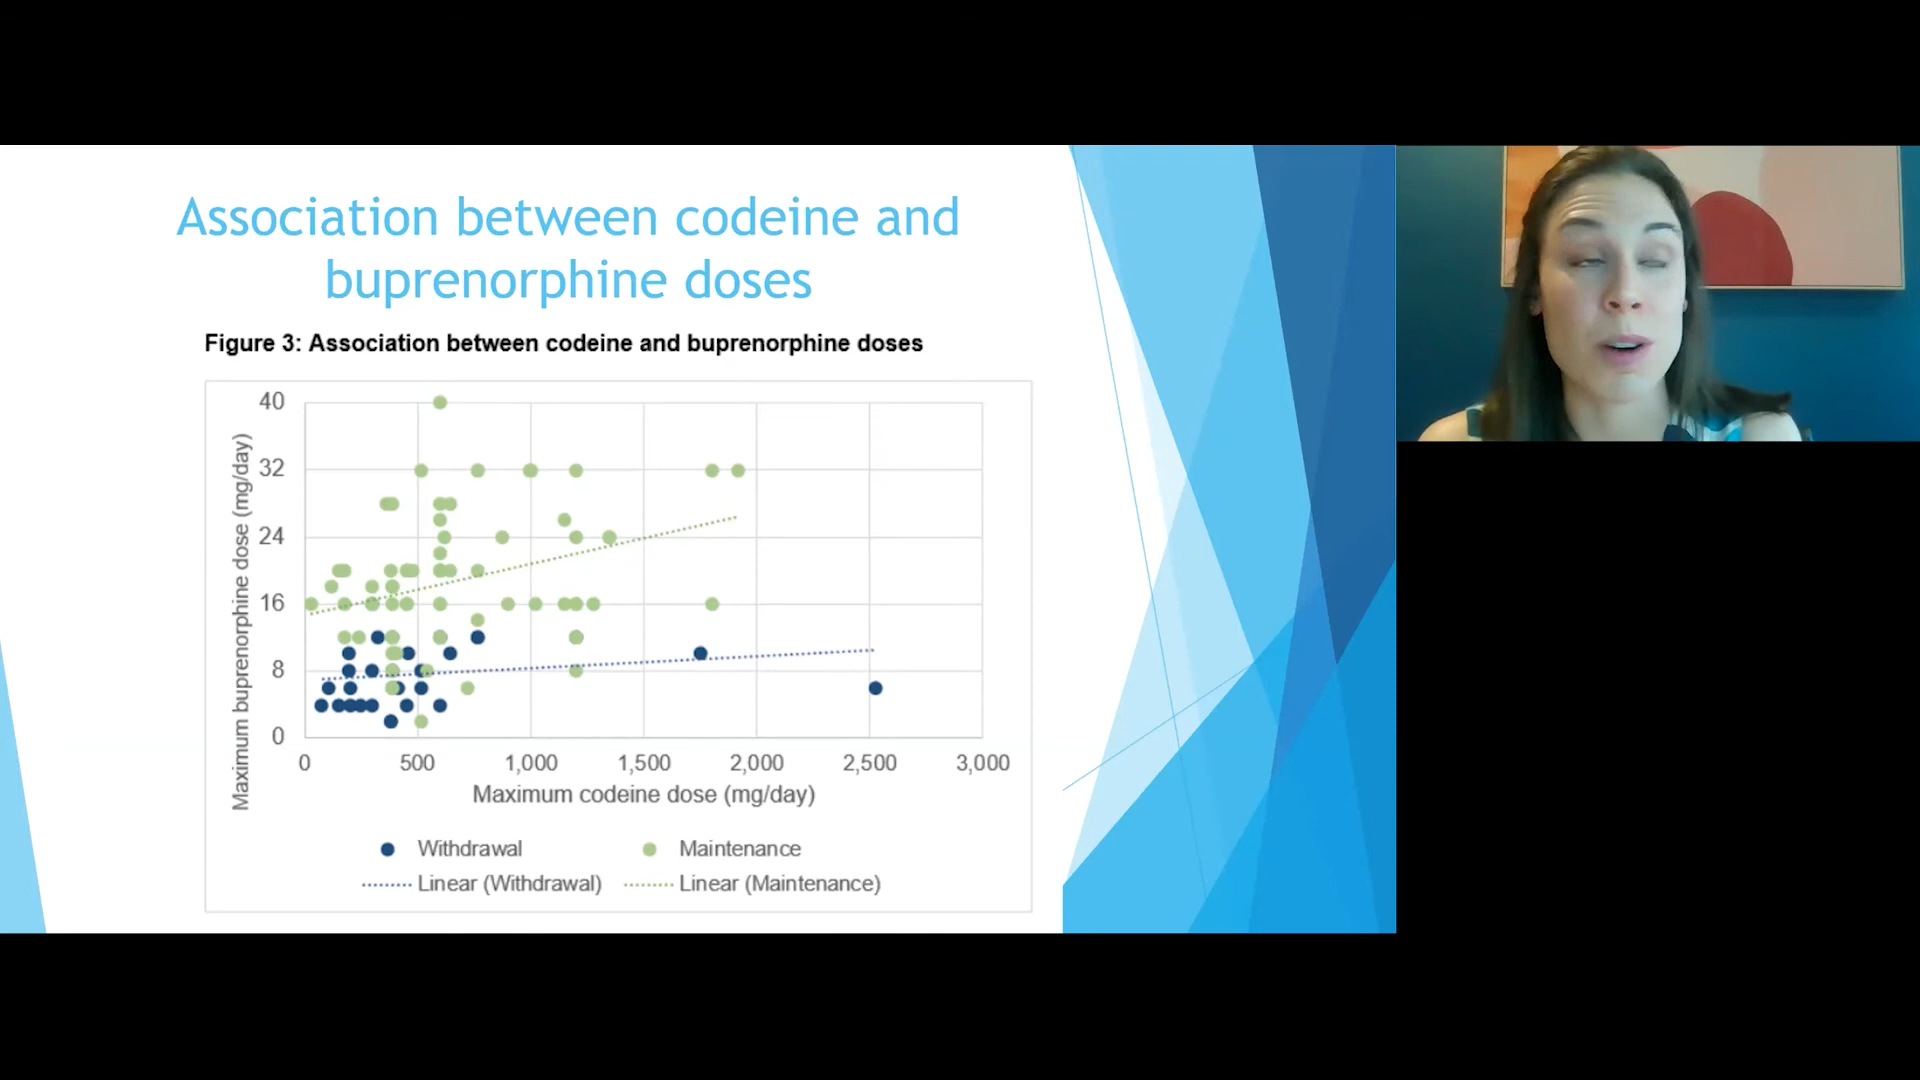 Association between codeine and
buprenorphine doses
Figure 3: Association between codeine and buprenorphine doses
Maximum buprenorphine dose (mg/day)
40
32
24
16
8
0
0 500 1,000 1,500 2,000 2,500 3,000
Maximum codeine dose (mg/day)
Withdrawal Maintenance
Linear (Withdrawal) Linear (Maintenance)